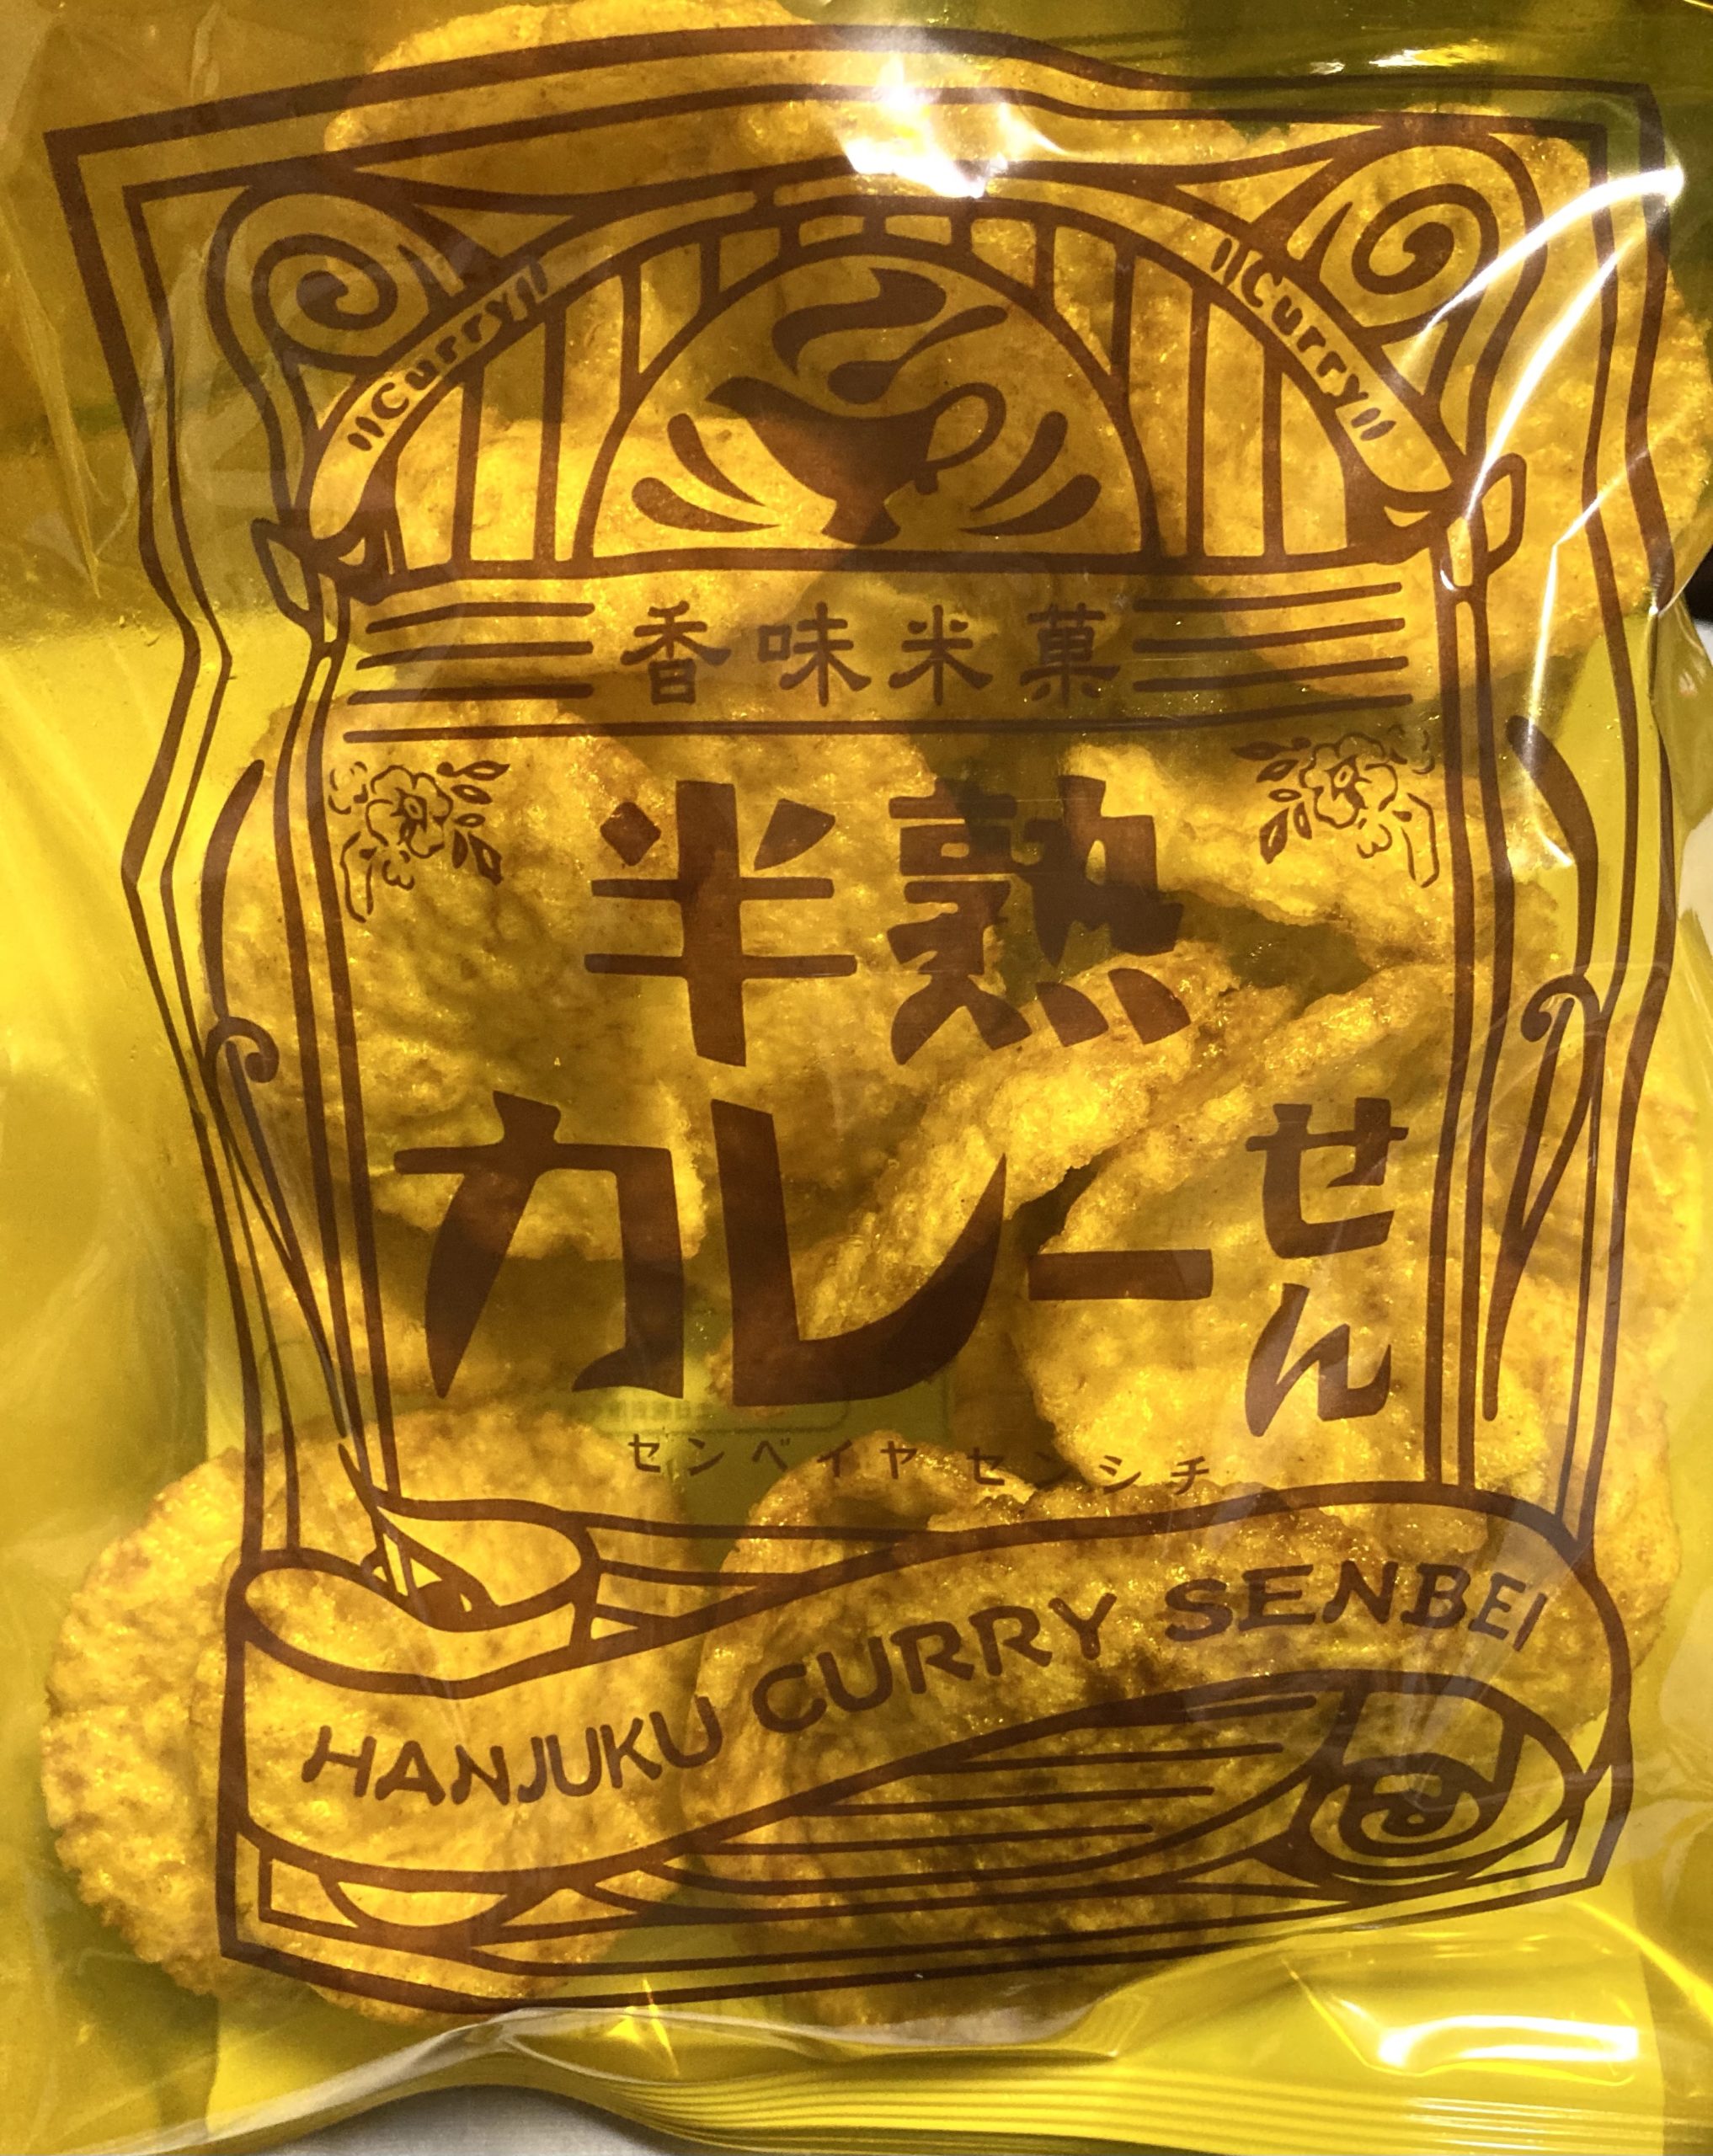 "Curry" "Curry"
香味米菓
半熟
カレーせん
センベイヤ センシチ
HANJUKU CURRY SENBEI